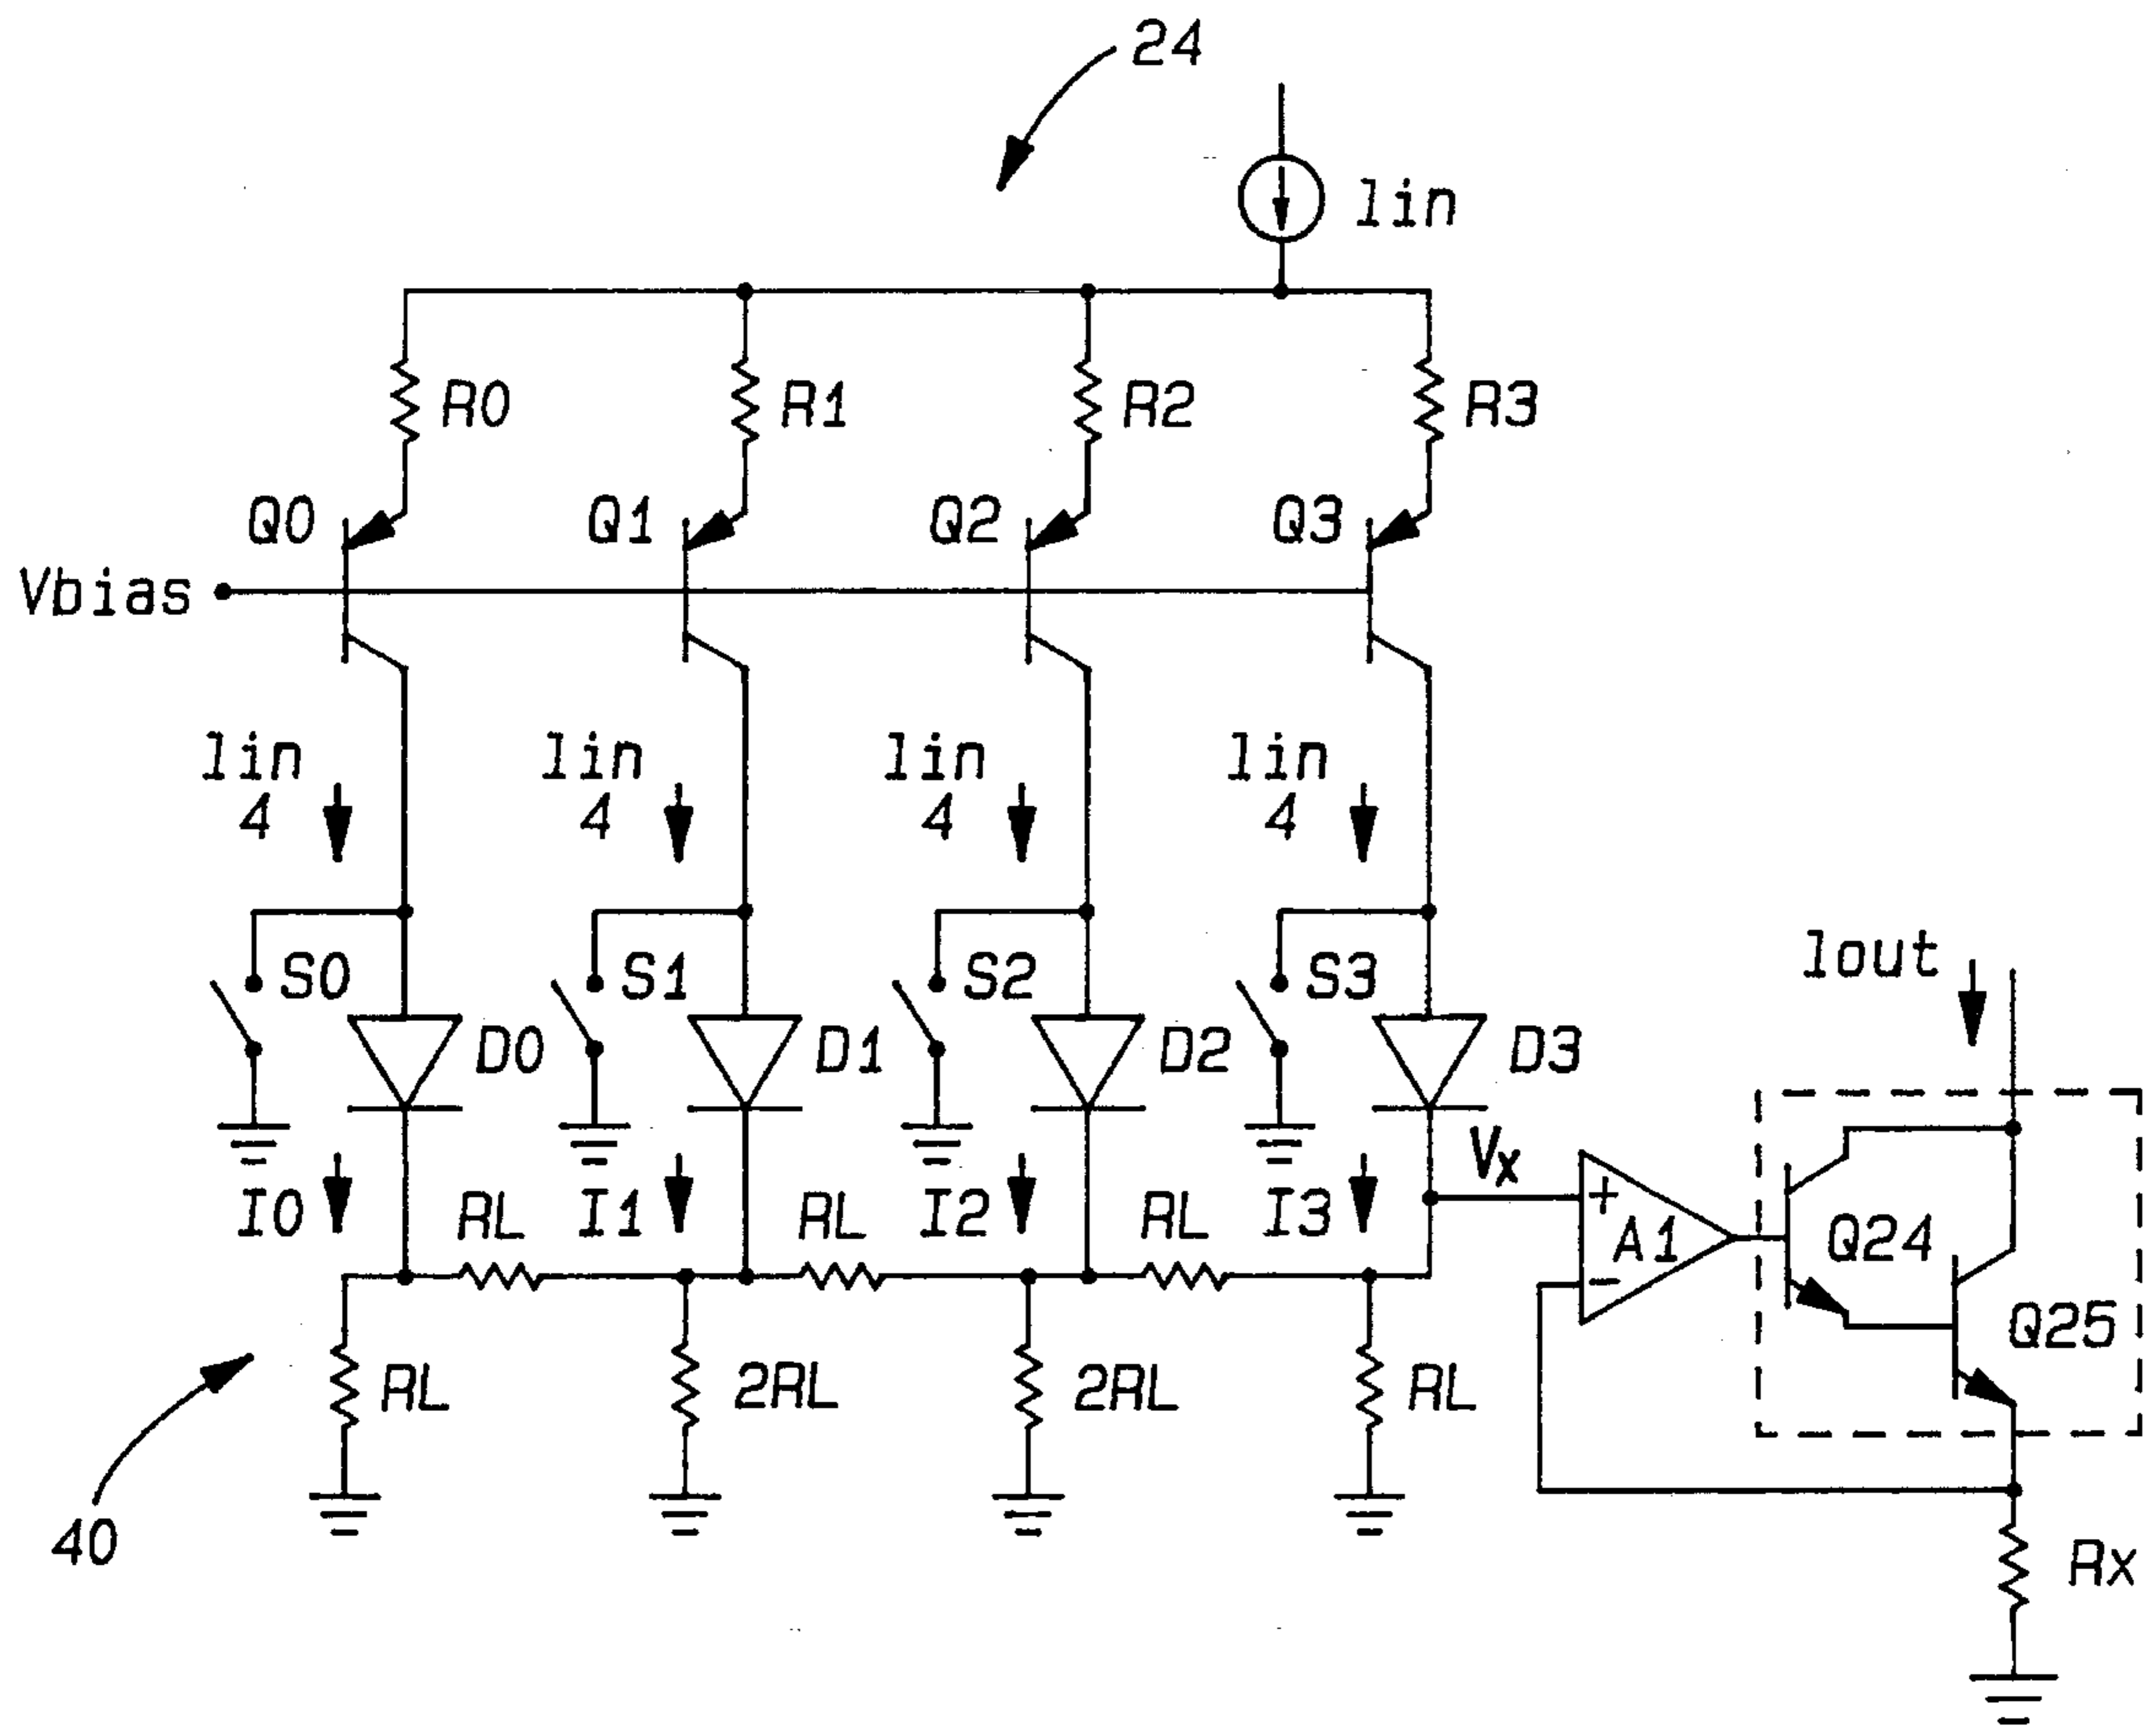 24
Iin
R0 R1 R2 R3
Q0 Q1 Q2 Q3
Vbias
Iin Iin Iin Iin
4 4 4 4
Iout
S0 S1 S2 S3
D0 D1 D2 D3
Vx
I0 RL I1 RL I2 RL I3
+
A1
-
Q24
Q25
RL 2RL 2RL RL
40
Rx